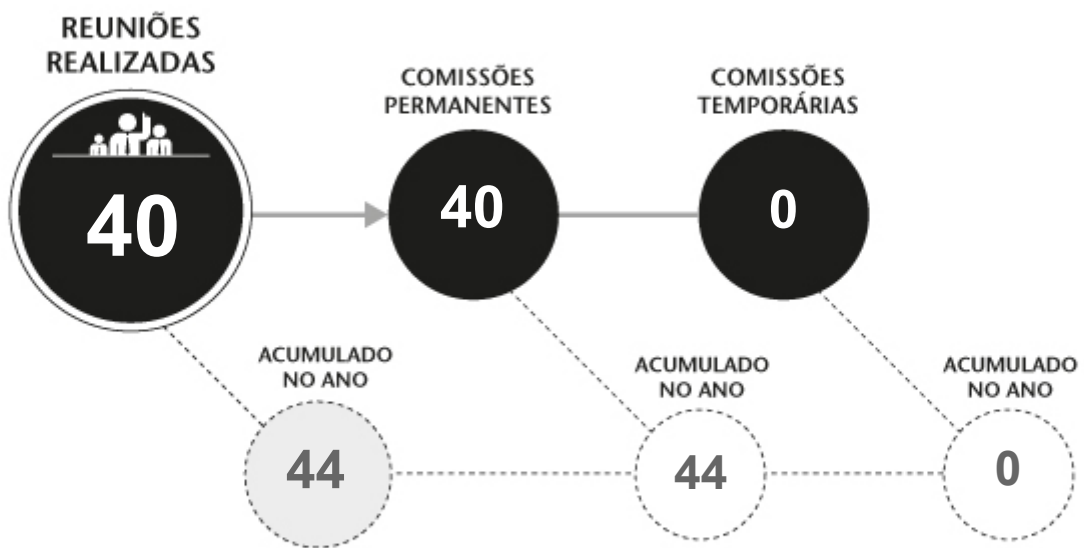 REUNIÕES
REALIZADAS
40
COMISSÕES
PERMANENTES
40
COMISSÕES
TEMPORÁRIAS
0
ACUMULADO
NO ANO
44
ACUMULADO
NO ANO
44
ACUMULADO
NO ANO
0